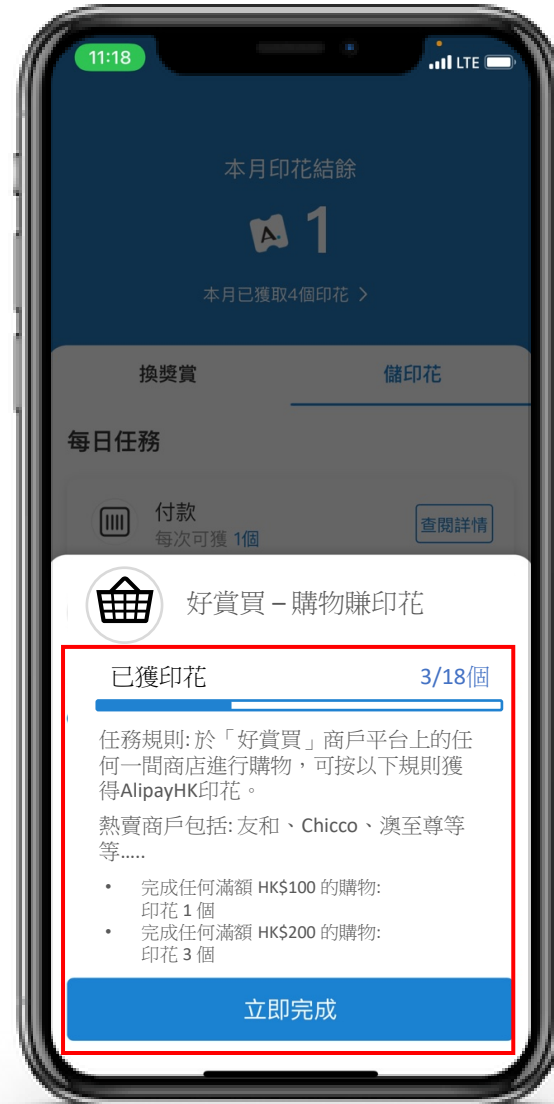 11:18
LTE
本月印花結餘
A. 1
本月已獲取4個印花 >
換獎賞 儲印花
每日任務
付款
每次可獲 1個
查閱詳情
好賞買 – 購物賺印花
已獲印花 3/18個
任務規則: 於「好賞買」商戶平台上的任
何一間商店進行購物，可按以下規則獲
得AlipayHK印花。
熱賣商戶包括: 友和、Chicco、澳至尊等
等.....
• 完成任何滿額 HK$100 的購物:
印花 1 個
• 完成任何滿額 HK$200 的購物:
印花 3 個
立即完成